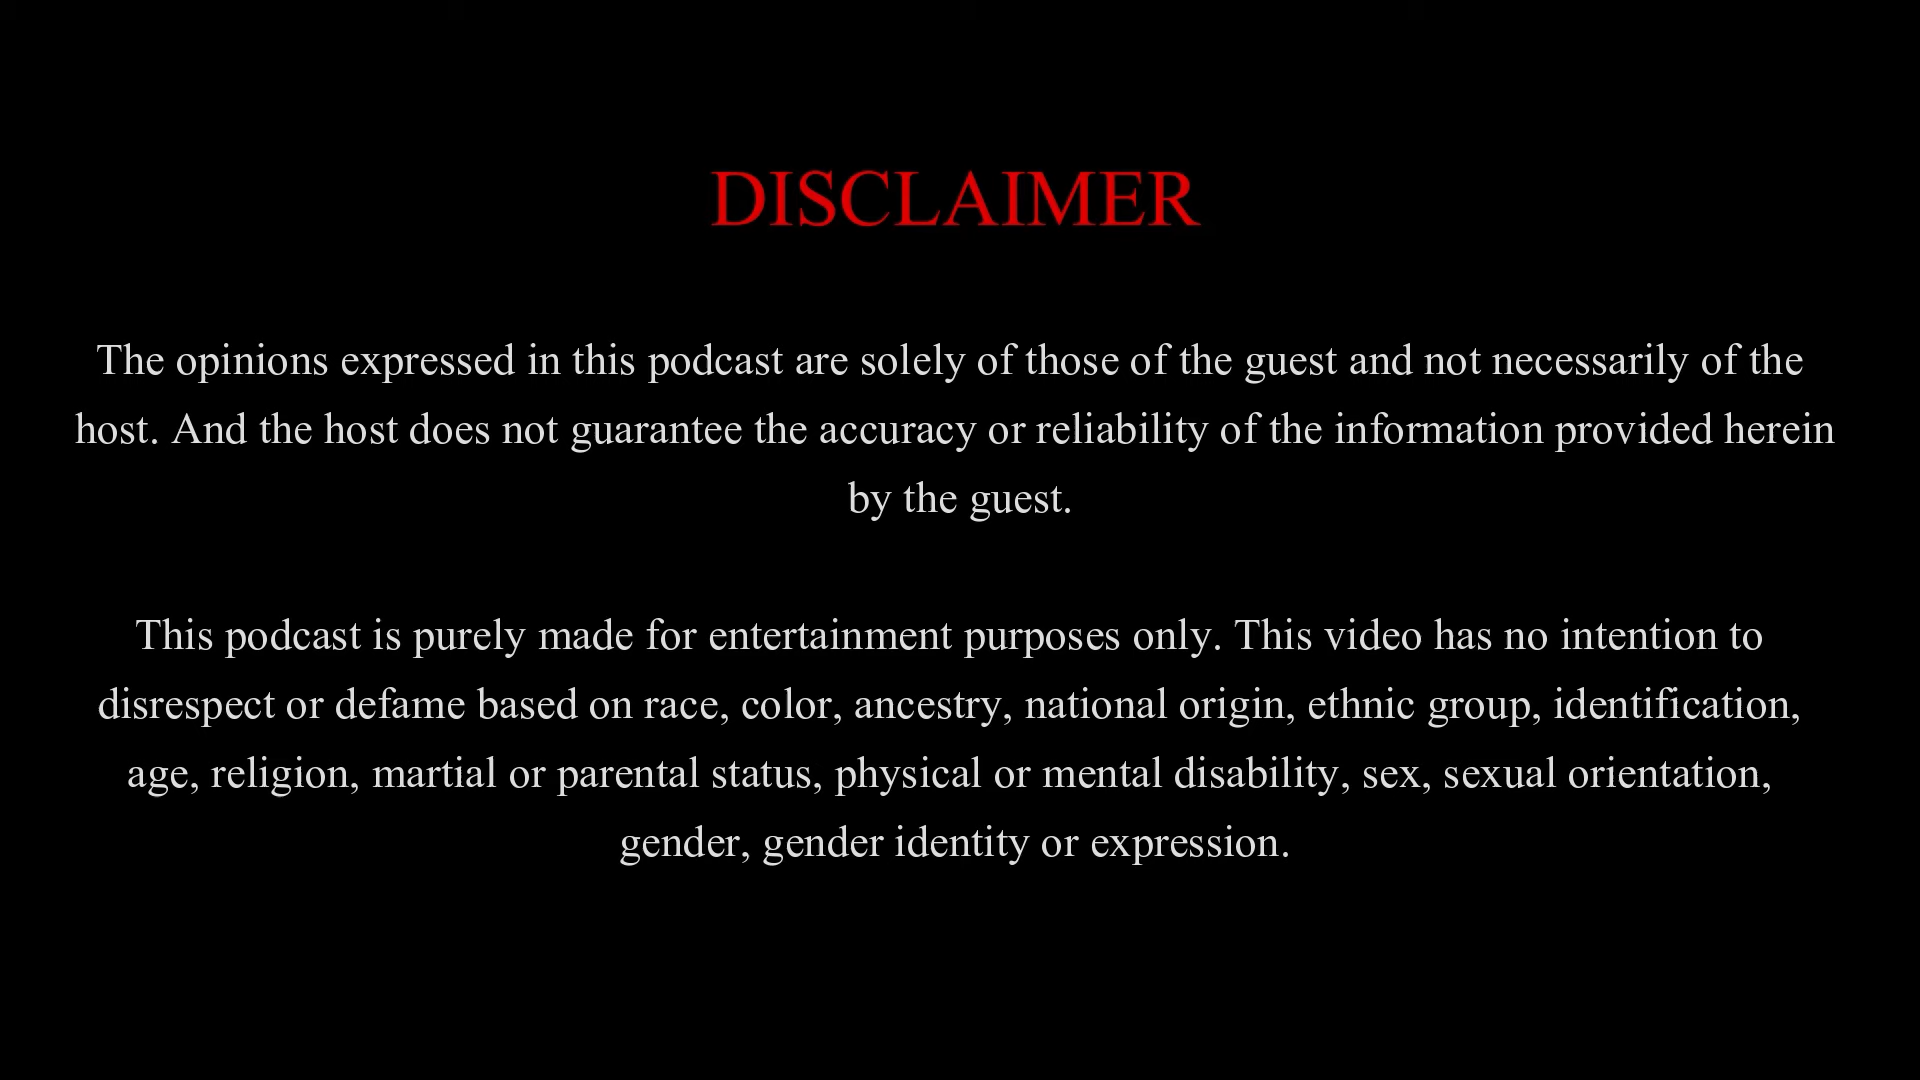 DISCLAIMER
The opinions expressed in this podcast are solely of those of the guest and not necessarily of the
host. And the host does not guarantee the accuracy or reliability of the information provided herein
by the guest.
This podcast is purely made for entertainment purposes only. This video has no intention to
disrespect or defame based on race, color, ancestry, national origin, ethnic group, identification,
age, religion, martial or parental status, physical or mental disability, sex, sexual orientation,
gender, gender identity or expression.